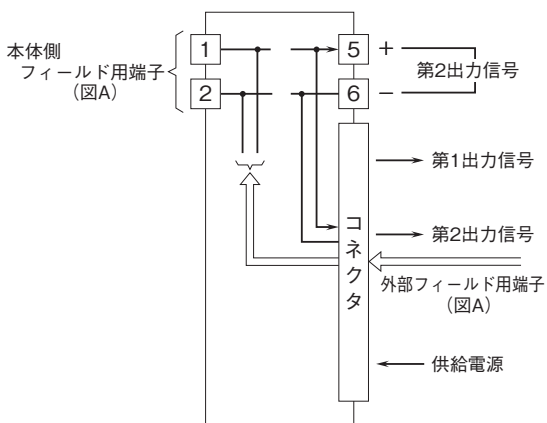 本体側
フィールド用端子
(図A)
1
2
5
6
+
−
第2出力信号
第1出力信号
第2出力信号
コネクタ
外部フィールド用端子
(図A)
供給電源